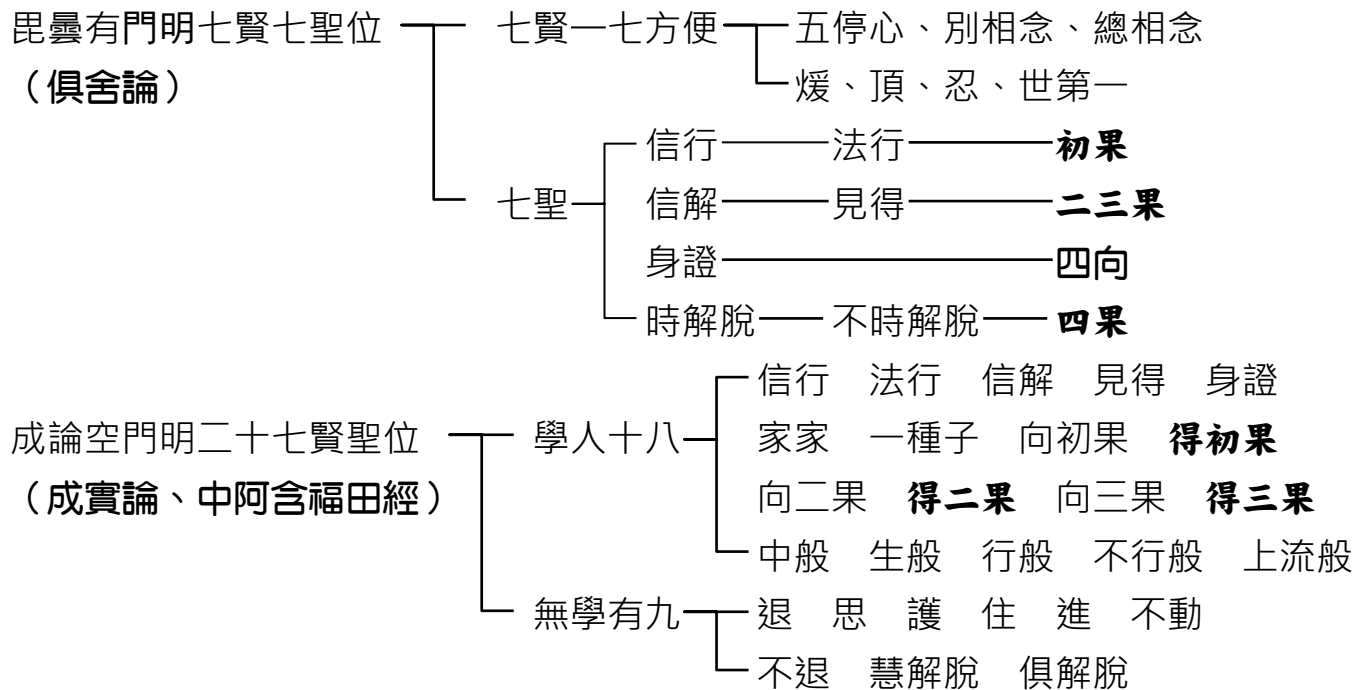 毘曇有門明七賢七聖位 七賢—七方便 五停心、別相念、總相念
（俱舍論） 煖、頂、忍、世第一
信行 法行 初果
七聖 信解 見得 二三果
身證 四向
時解脫 不時解脫 四果
信行 法行 信解 見得 身證
成論空門明二十七賢聖位 學人十八 家家 一種子 向初果 得初果
（成實論、中阿含福田經） 向二果 得二果 向三果 得三果
中般 生般 行般 不行般 上流般
無學有九 退 思 護 住 進 不動
不退 慧解脫 俱解脫